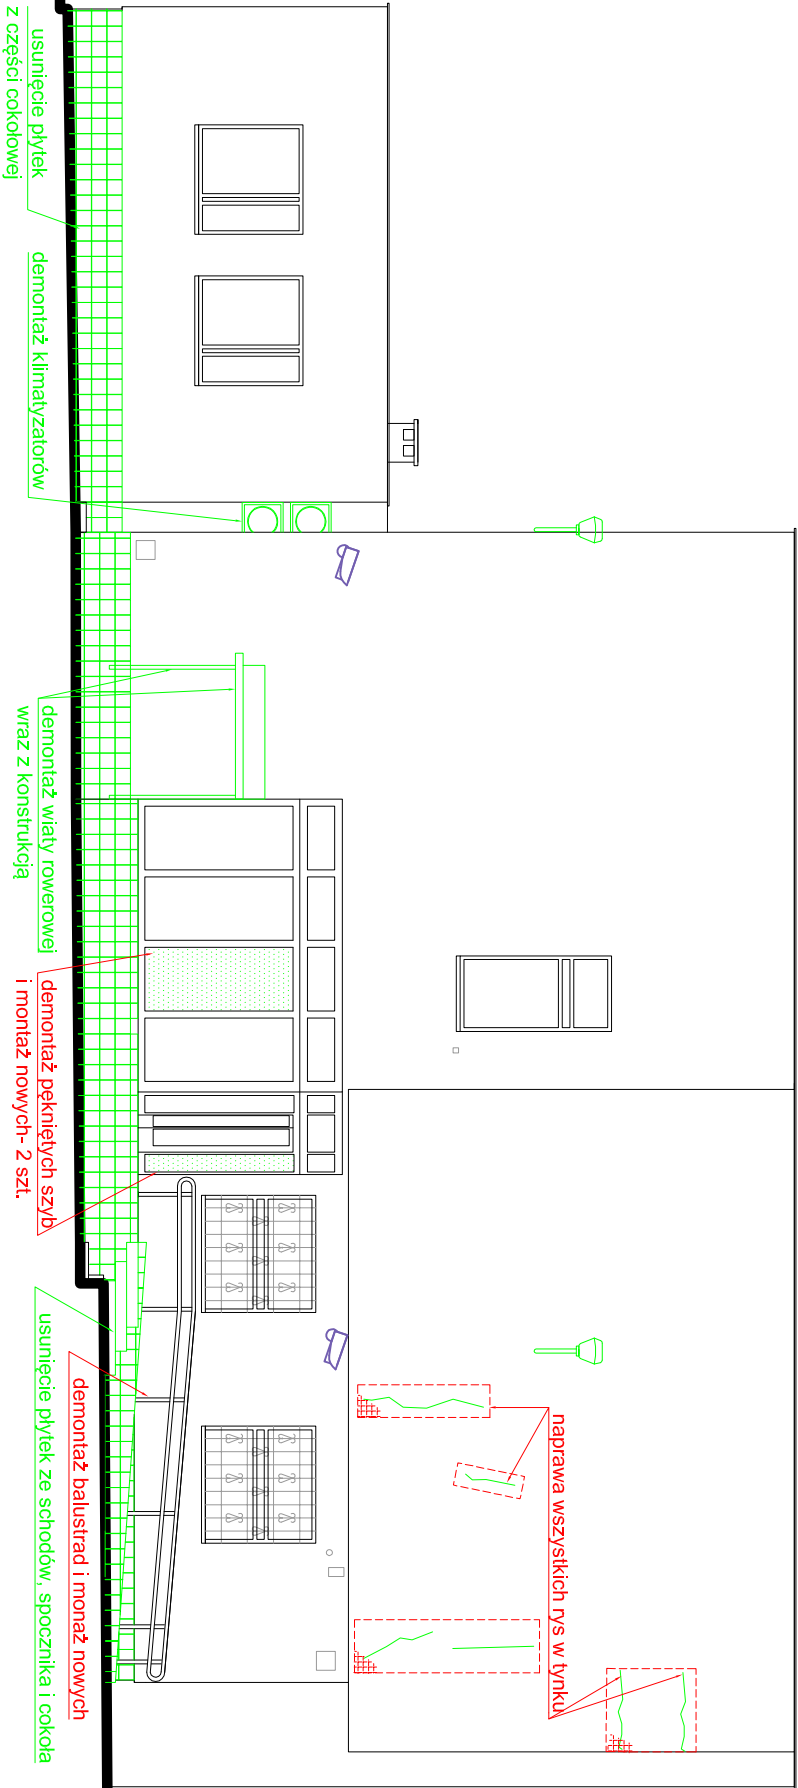 usunięcie płytek
z części cokołowej
demontaż klimatyzatorów
demontaż wiaty rowerowej
wraz z konstrukcją
demontaż pękniętych szyb
i montaż nowych- 2 szt.
usunięcie płytek ze schodów, spocznika i cokoła
demontaż balustrad i monaż nowych
naprawa wszystkich rys w tynku